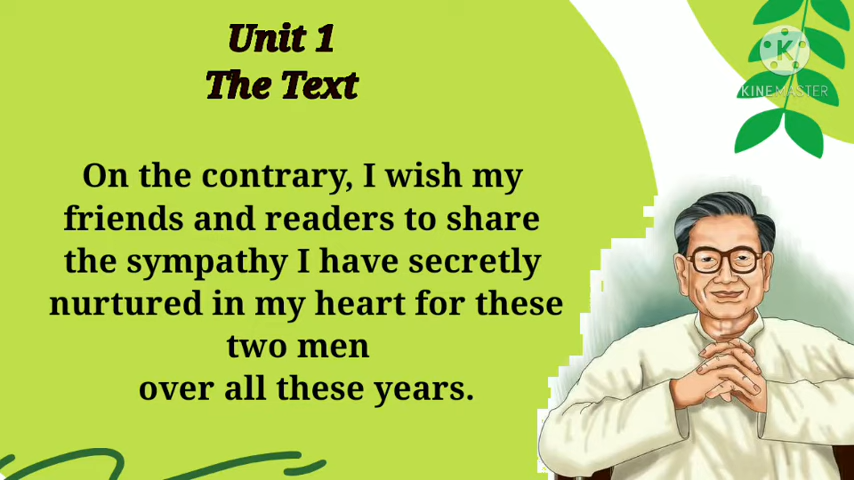 Unit 1
The Text
K
KINEMASTER
On the contrary, I wish my
friends and readers to share
the sympathy I have secretly
nurtured in my heart for these
two men
over all these years.